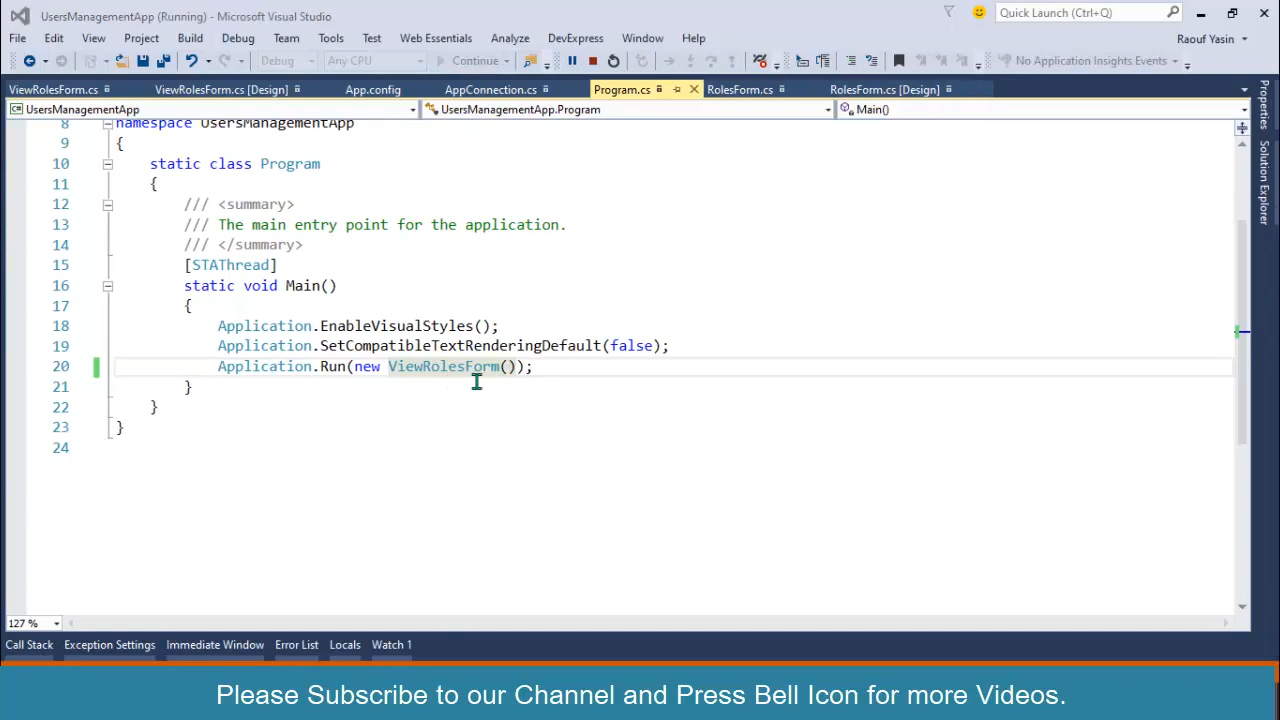 UsersManagementApp (Running) - Microsoft Visual Studio
Quick Launch (Ctrl+Q)
File Edit View Project Build Debug Team Tools Test Web Essentials Analyze DevExpress Window Help
Raouf Yasin
Debug Any CPU Continue No Application Insights Events
ViewRolesForm.cs ViewRolesForm.cs [Design] App.config AppConnection.cs Program.cs RolesForm.cs RolesForm.cs [Design]
UsersManagementApp UsersManagementApp.Program Main()
8 namespace UsersManagementApp
9 {
10 static class Program
11 {
12 /// <summary>
13 /// The main entry point for the application.
14 /// </summary>
15 [STAThread]
16 static void Main()
17 {
18 Application.EnableVisualStyles();
19 Application.SetCompatibleTextRenderingDefault(false);
20 Application.Run(new ViewRolesForm());
21 }
22 }
23 }
24
Properties
Solution Explorer
127 %
Call Stack Exception Settings Immediate Window Error List Locals Watch 1
Please Subscribe to our Channel and Press Bell Icon for more Videos.